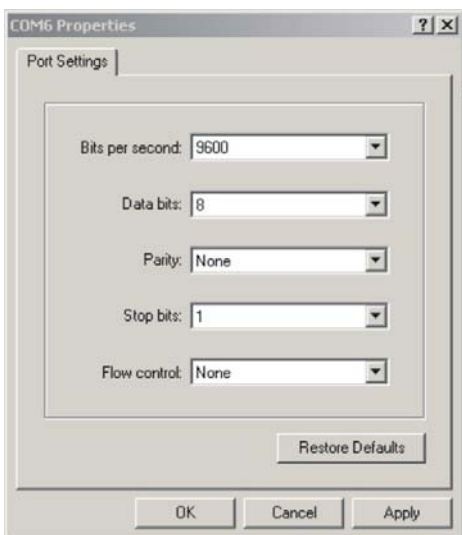 COM6 Properties
Port Settings
Bits per second: 9600
Data bits: 8
Parity: None
Stop bits: 1
Flow control: None
Restore Defaults
OK Cancel Apply